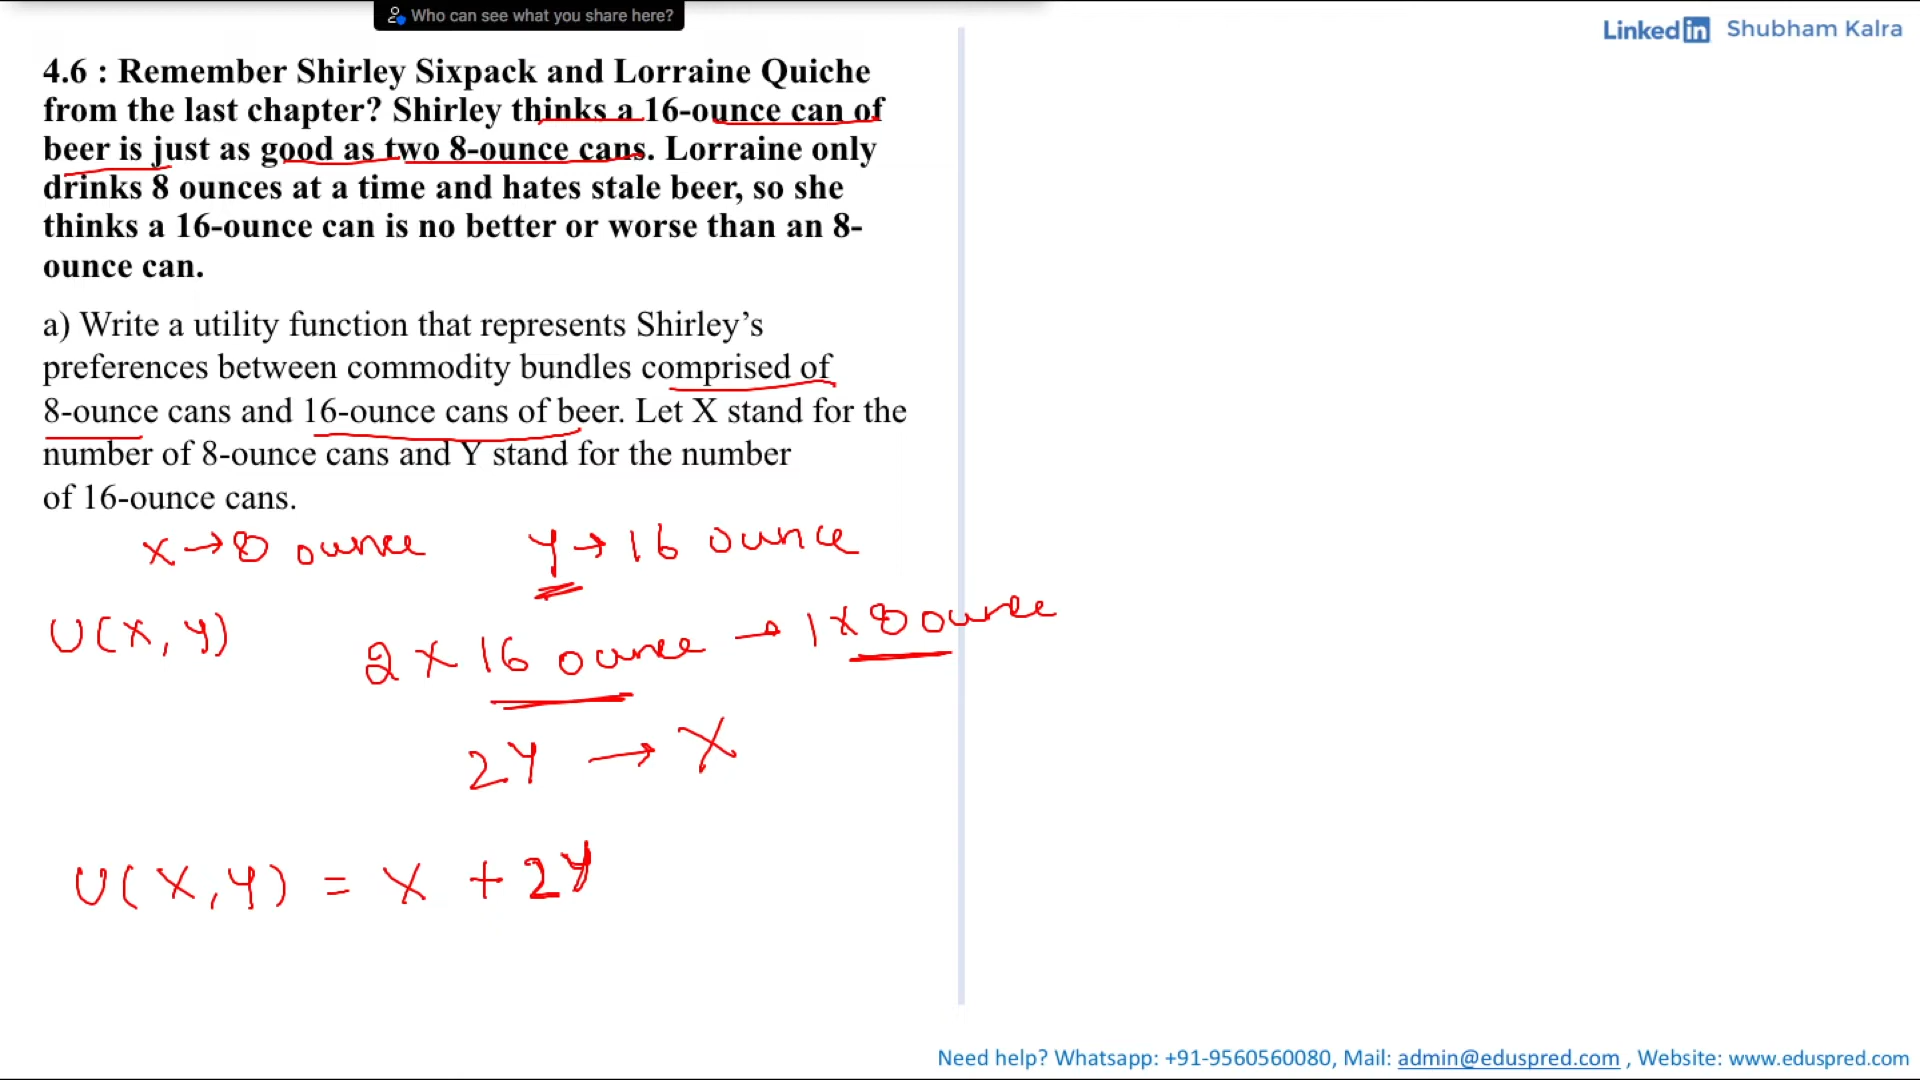 Who can see what you share here?
Linked in Shubham Kalra
4.6 : Remember Shirley Sixpack and Lorraine Quiche
from the last chapter? Shirley thinks a 16-ounce can of
beer is just as good as two 8-ounce cans. Lorraine only
drinks 8 ounces at a time and hates stale beer, so she
thinks a 16-ounce can is no better or worse than an 8-
ounce can.
a) Write a utility function that represents Shirley’s
preferences between commodity bundles comprised of
8-ounce cans and 16-ounce cans of beer. Let X stand for the
number of 8-ounce cans and Y stand for the number
of 16-ounce cans.
X → 8 ounce Y → 16 ounce
U(X, Y)
2 X 16 ounce → 1 X 8 ounce
2Y → X
U(X,Y) = X + 2Y
Need help? Whatsapp: +91-9560560080, Mail: admin@eduspred.com , Website: www.eduspred.com